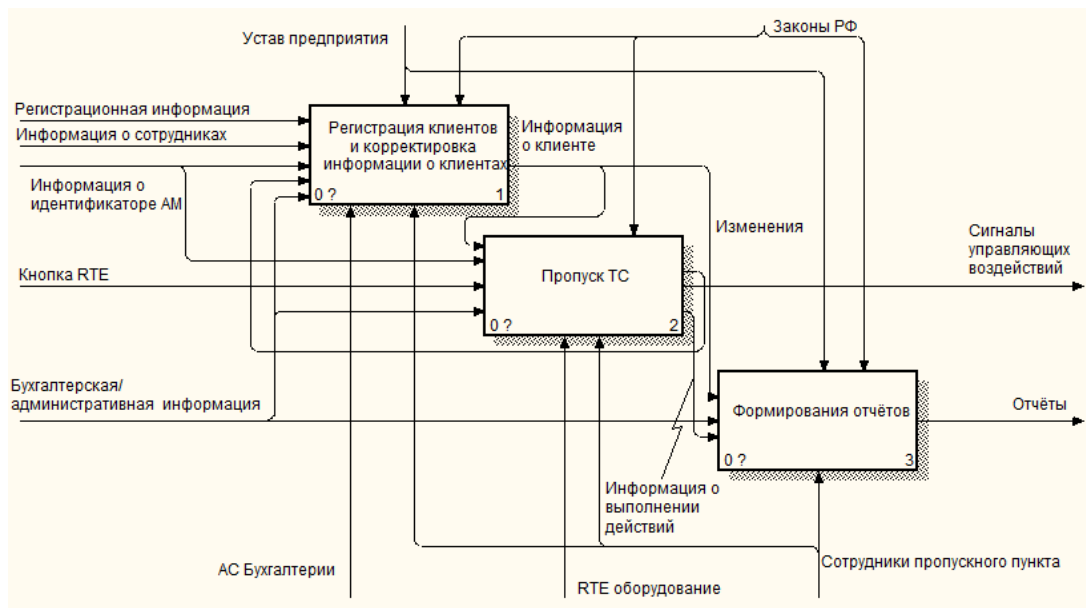 Законы РФ
Устав предприятия
Регистрационная информация
Информация о сотрудниках
Информация о
идентификаторе АМ
Регистрация клиентов
и корректировка
информации о клиентах
0 ?
1
Информация
о клиенте
Изменения
Сигналы
управляющих
воздействий
Кнопка RTE
Пропуск ТС
0 ?
2
Бухгалтерская/
административная информация
Формирования отчётов
0 ?
3
Отчёты
Информация о
выполнении
действий
АС Бухгалтерии
RTE оборудование
Сотрудники пропускного пункта